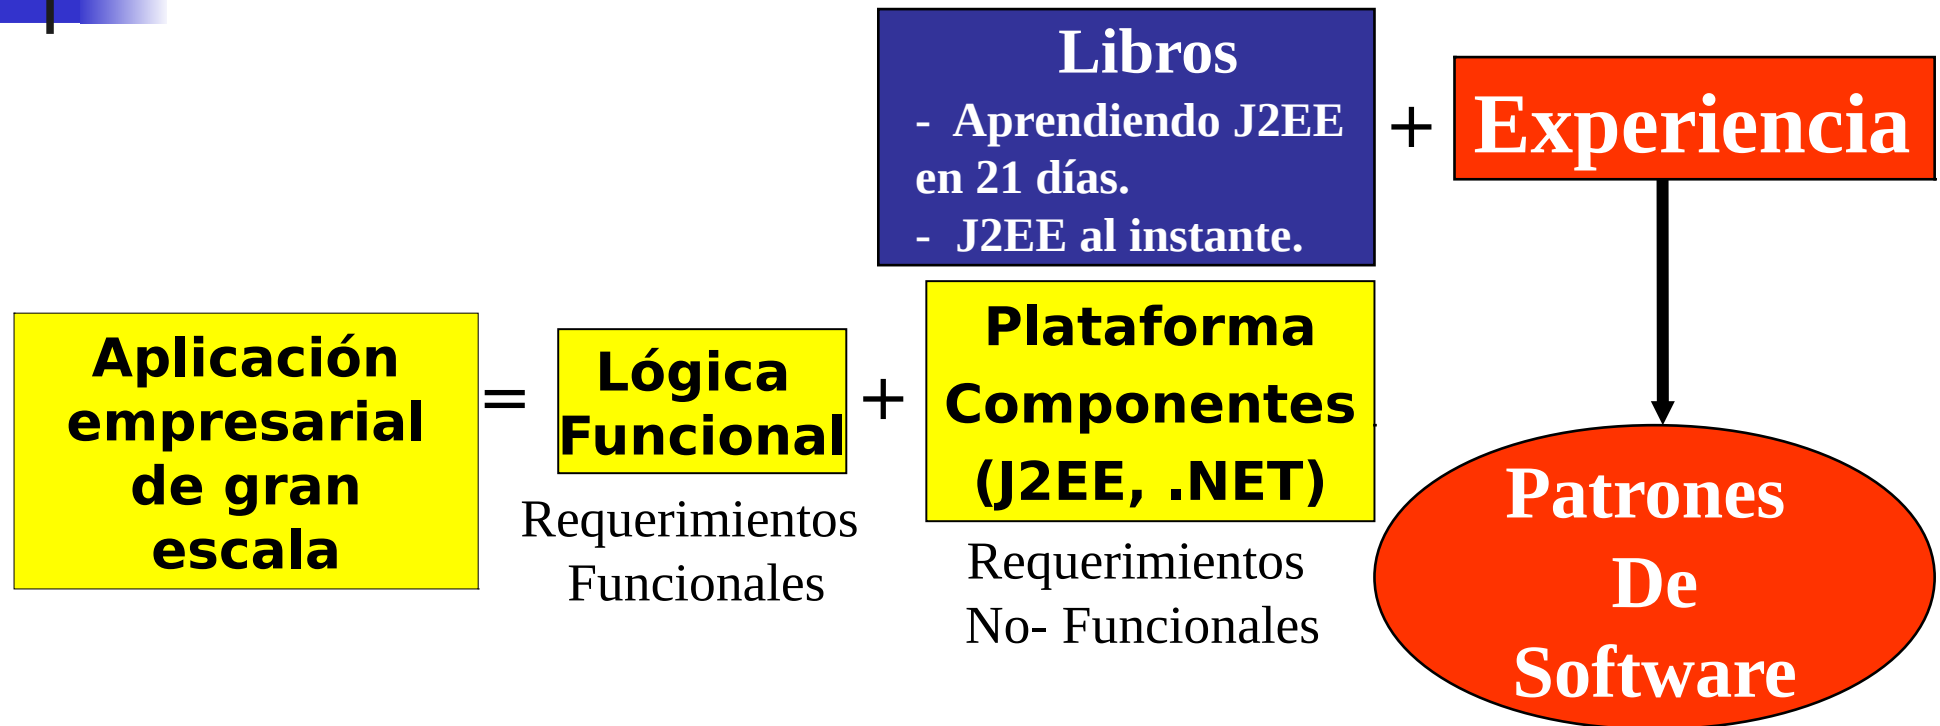 Libros
- Aprendiendo J2EE
en 21 días.
- J2EE al instante.
+
Experiencia
Aplicación
empresarial
de gran
escala
=
Lógica
Funcional
+
Plataforma
Componentes
(J2EE, .NET)
Requerimientos
Funcionales
Requerimientos
No- Funcionales
Patrones
De
Software